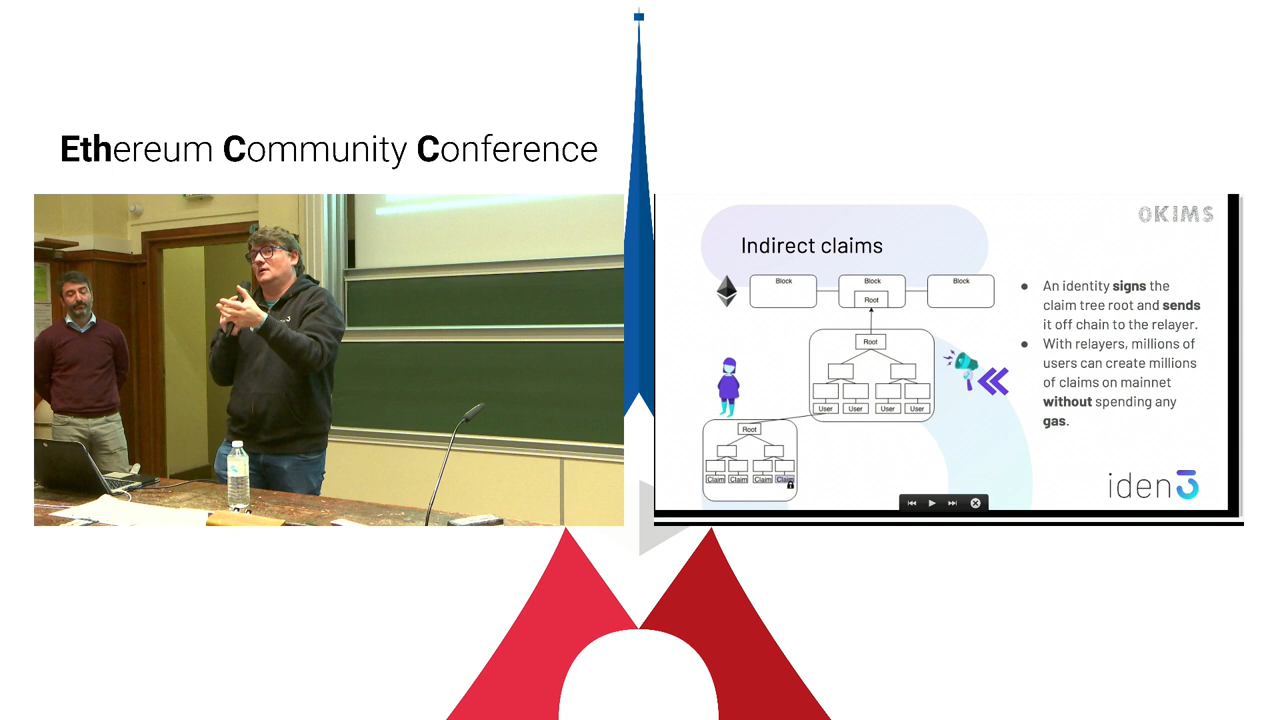 Ethereum Community Conference
0KIMS
Indirect claims
Block
Block
Block
Root
Root
User
User
User
User
Root
Claim
Claim
Claim
Claim
An identity signs the
claim tree root and sends
it off chain to the relayer.
With relayers, millions of
users can create millions
of claims on mainnet
without spending any
gas.
iden3